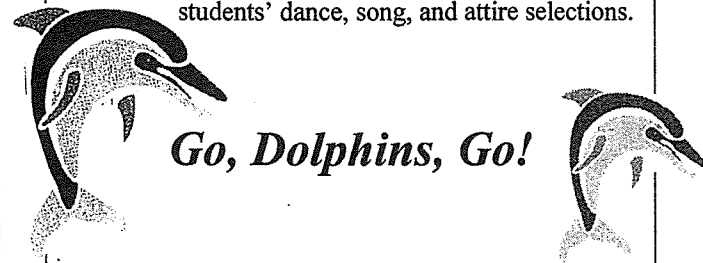 students’ dance, song, and attire selections.
Go, Dolphins, Go!